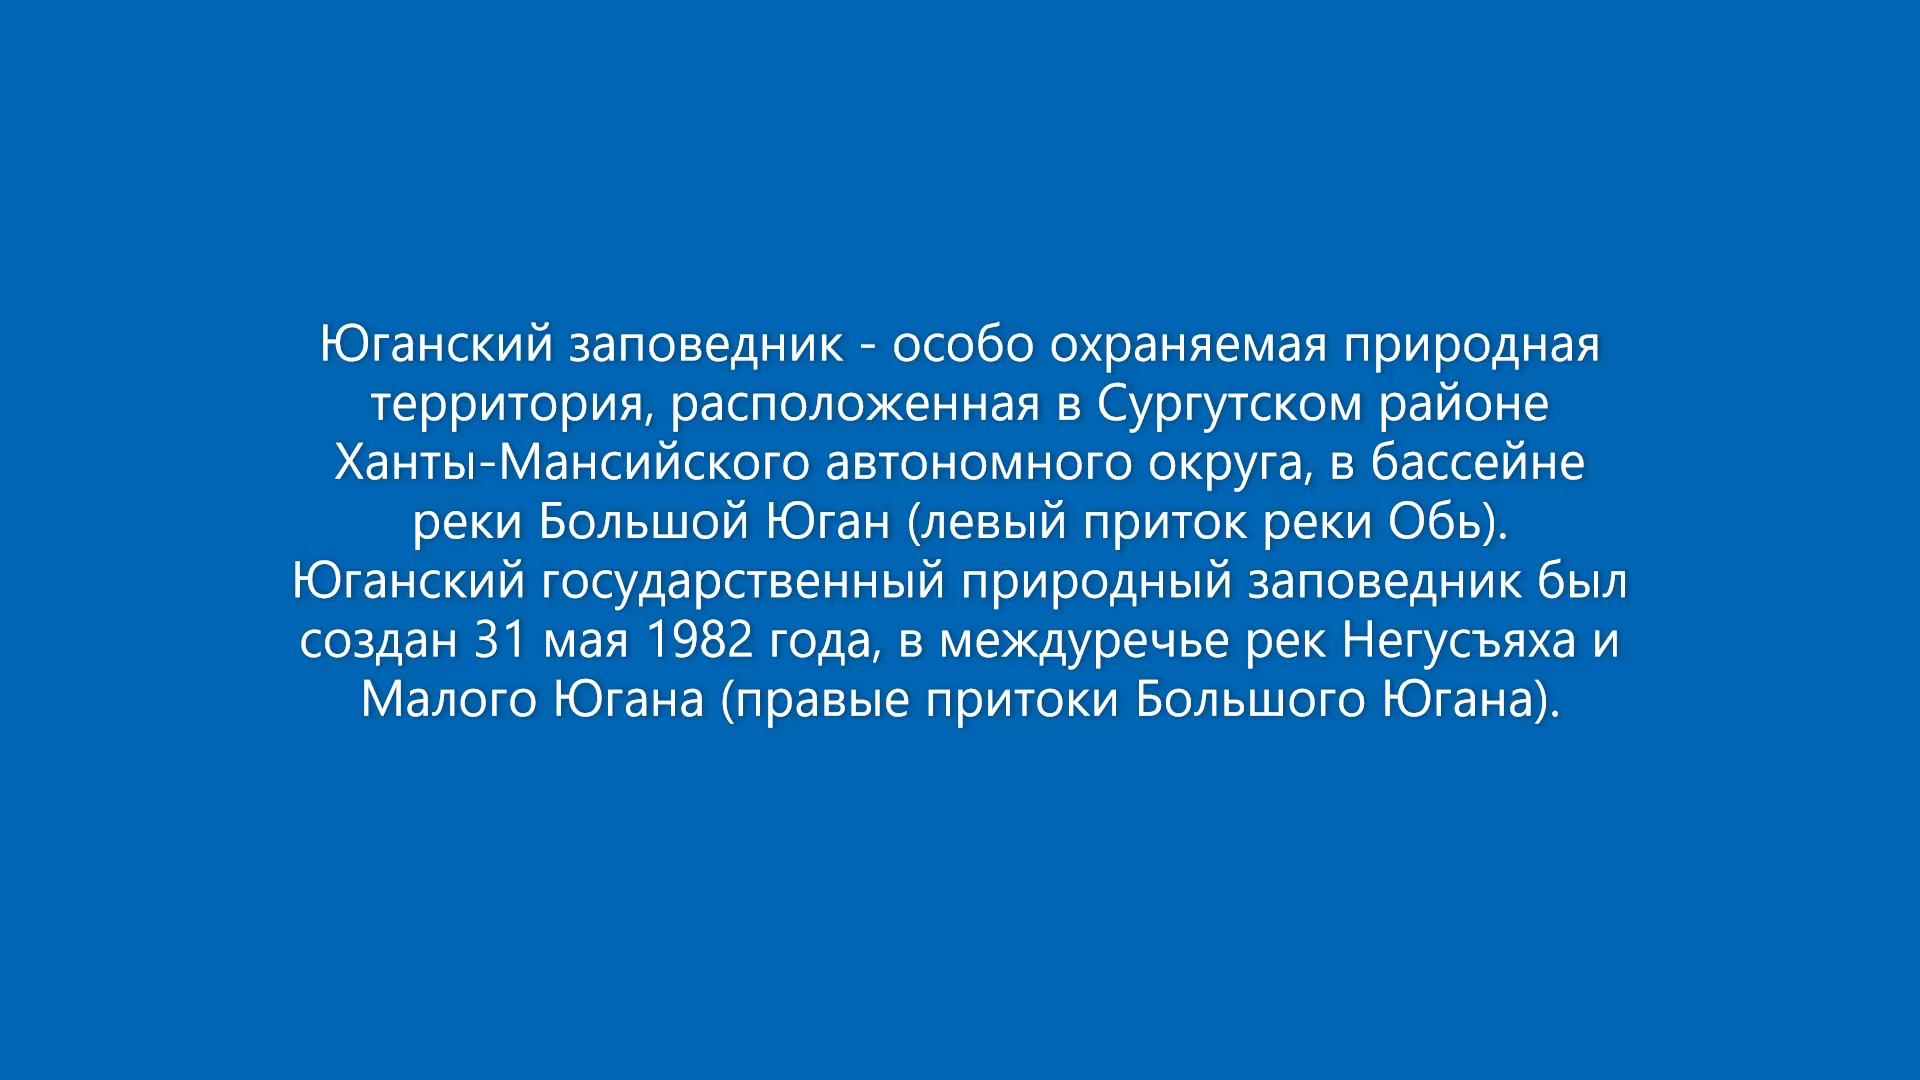 Юганский заповедник - особо охраняемая природная
территория, расположенная в Сургутском районе
Ханты-Мансийского автономного округа, в бассейне
реки Большой Юган (левый приток реки Обь).
Юганский государственный природный заповедник был
создан 31 мая 1982 года, в междуречье рек Негусъяха и
Малого Югана (правые притоки Большого Югана).